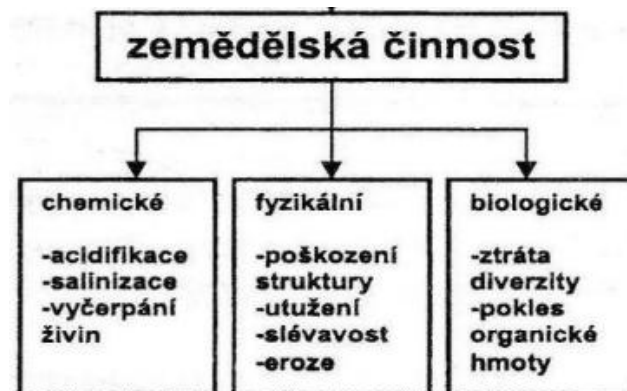 zemědělská činnost
chemické
-acidifikace
-salinizace
-vyčerpání
živin
fyzikální
-poškození
struktury
-utužení
-slévavost
-eroze
biologické
-ztráta
diverzity
-pokles
organické
hmoty